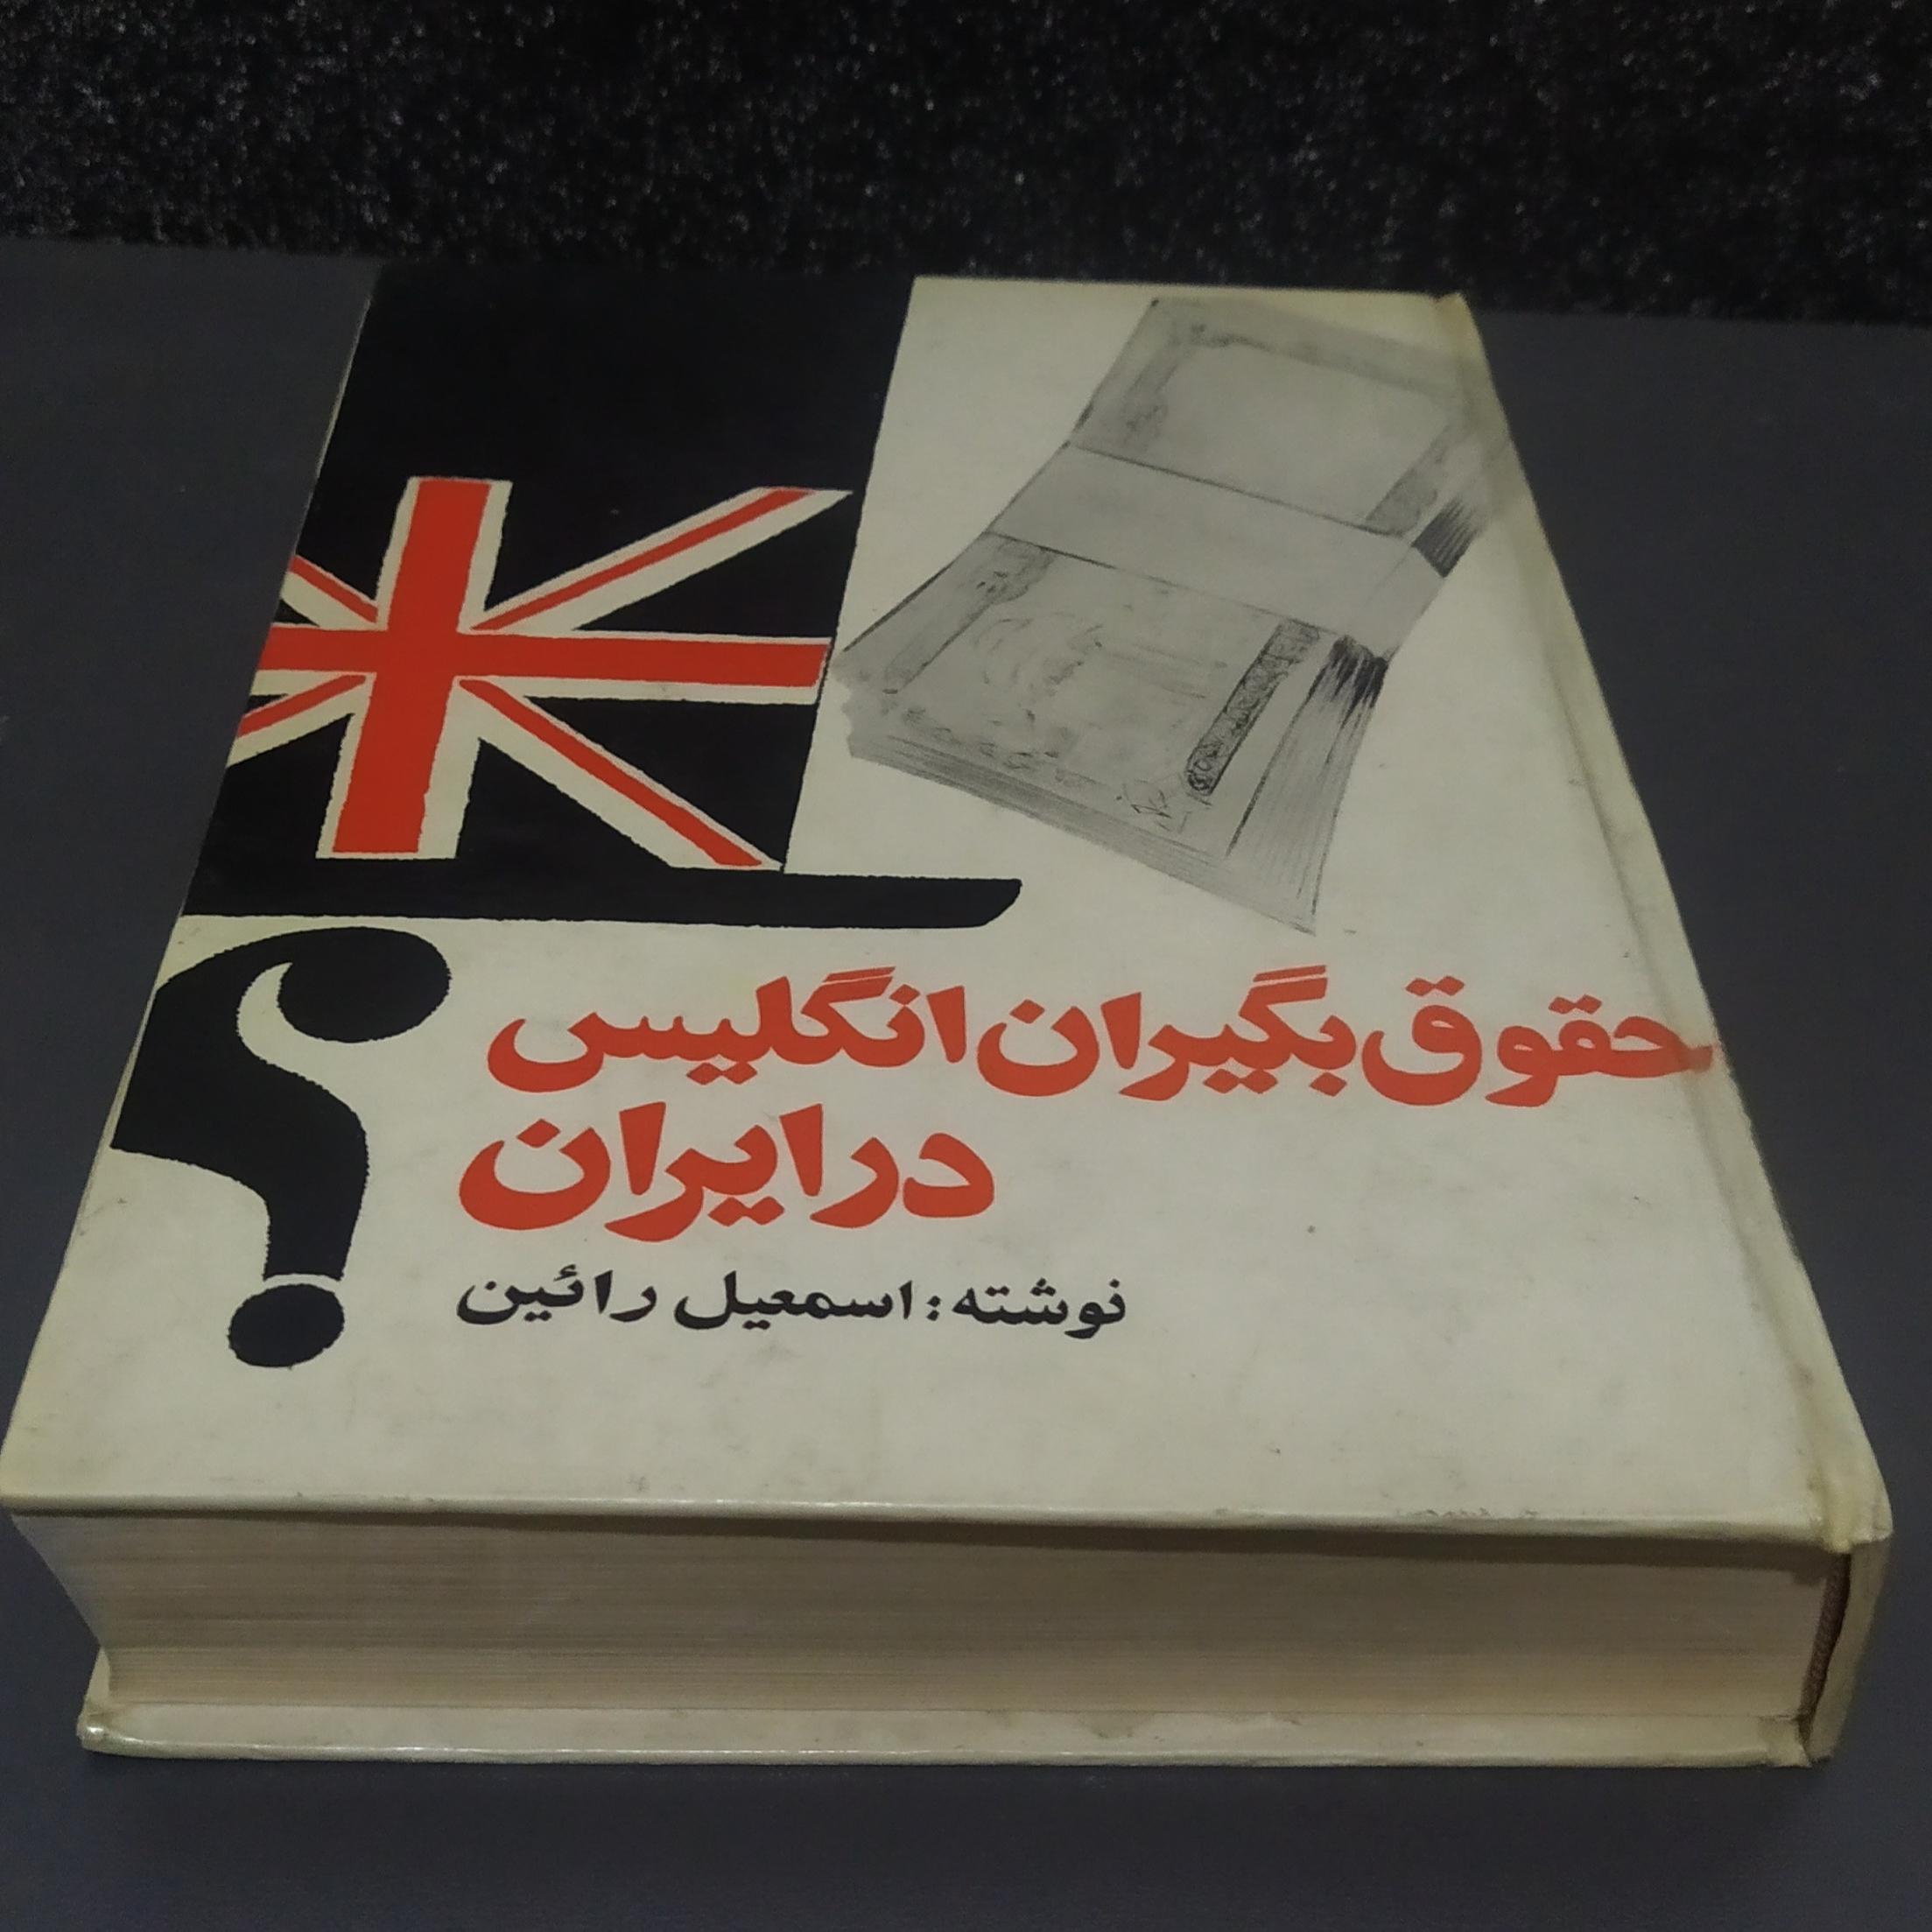 حقوق بگیران انگلیس
در ایران
؟
نوشته: اسمعیل رائین